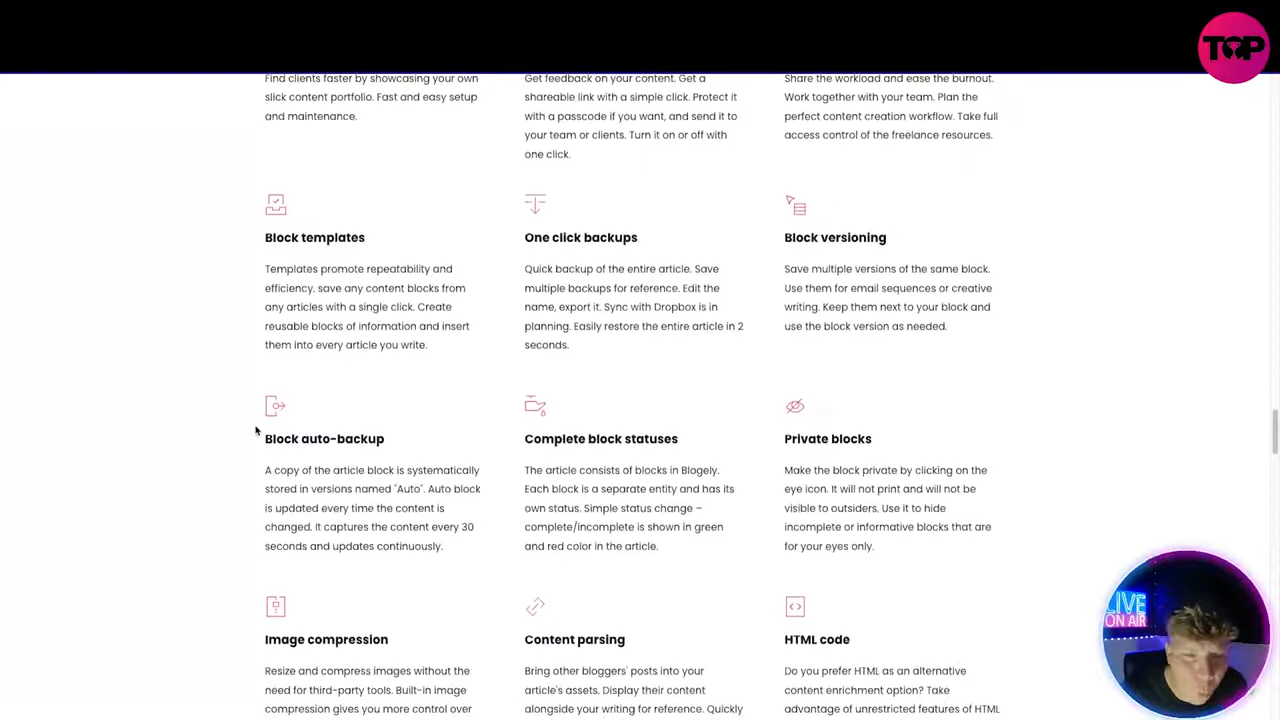 TOP
Find clients faster by showcasing your own
slick content portfolio. Fast and easy setup
and maintenance.
Get feedback on your content. Get a
shareable link with a simple click. Protect it
with a passcode if you want, and send it to
your team or clients. Turn it on or off with
one click.
Share the workload and ease the burnout.
Work together with your team. Plan the
perfect content creation workflow. Take full
access control of the freelance resources.
Block templates
Templates promote repeatability and
efficiency. save any content blocks from
any articles with a single click. Create
reusable blocks of information and insert
them into every article you write.
One click backups
Quick backup of the entire article. Save
multiple backups for reference. Edit the
name, export it. Sync with Dropbox is in
planning. Easily restore the entire article in 2
seconds.
Block versioning
Save multiple versions of the same block.
Use them for email sequences or creative
writing. Keep them next to your block and
use the block version as needed.
Block auto-backup
A copy of the article block is systematically
stored in versions named "Auto". Auto block
is updated every time the content is
changed. It captures the content every 30
seconds and updates continuously.
Complete block statuses
The article consists of blocks in Blogely.
Each block is a separate entity and has its
own status. Simple status change –
complete/incomplete is shown in green
and red color in the article.
Private blocks
Make the block private by clicking on the
eye icon. It will not print and will not be
visible to outsiders. Use it to hide
incomplete or informative blocks that are
for your eyes only.
Image compression
Resize and compress images without the
need for third-party tools. Built-in image
compression gives you more control over
Content parsing
Bring other bloggers' posts into your
article's assets. Display their content
alongside your writing for reference. Quickly
HTML code
Do you prefer HTML as an alternative
content enrichment option? Take
advantage of unrestricted features of HTML
LIVE
ON AIR